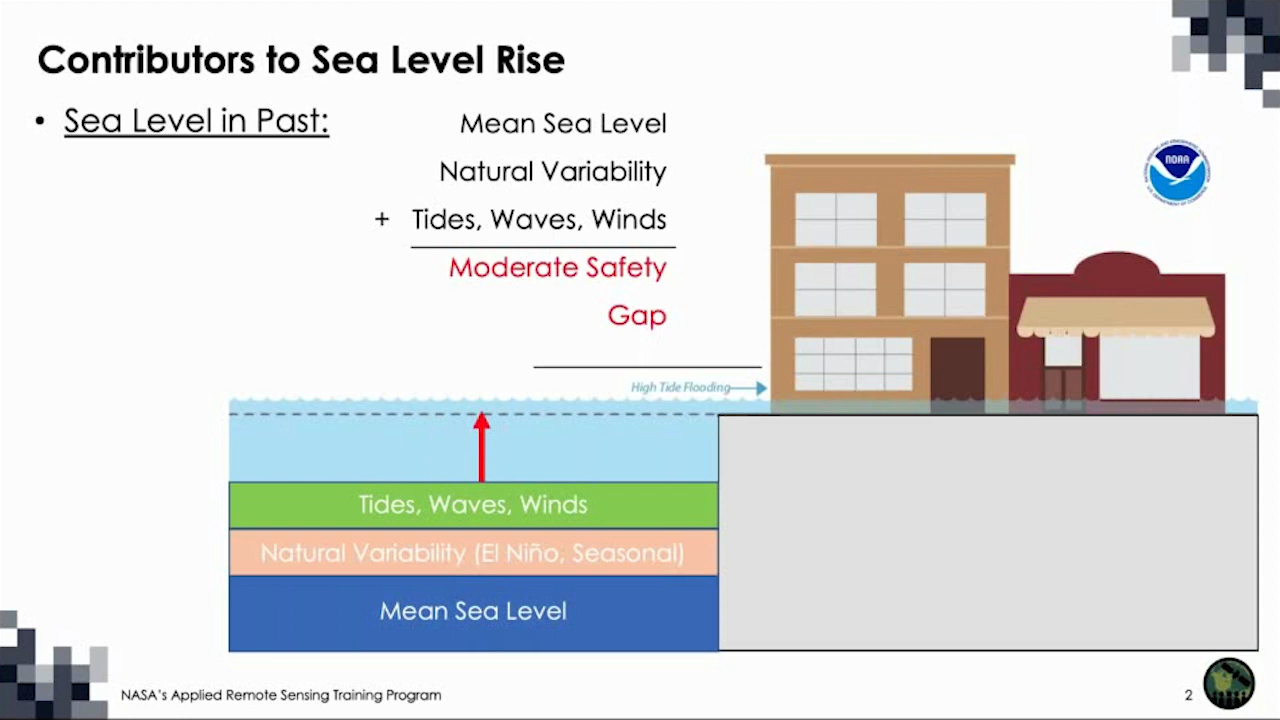 Contributors to Sea Level Rise
• Sea Level in Past:
Mean Sea Level
Natural Variability
+ Tides, Waves, Winds
Moderate Safety
Gap
NOAA
High Tide Flooding
Tides, Waves, Winds
Natural Variability (El Niño, Seasonal)
Mean Sea Level
NASA's Applied Remote Sensing Training Program
2